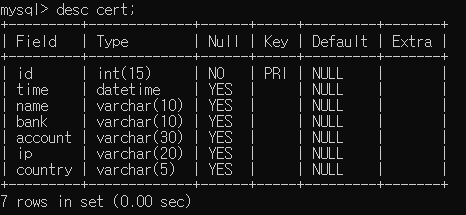 mysql> desc cert;
+---------+-------------+------+-----+---------+-------+
| Field | Type | Null | Key | Default | Extra |
+---------+-------------+------+-----+---------+-------+
| id | int(15) | NO | PRI | NULL | |
| time | datetime | YES | | NULL | |
| name | varchar(10) | YES | | NULL | |
| bank | varchar(10) | YES | | NULL | |
| account | varchar(30) | YES | | NULL | |
| ip | varchar(20) | YES | | NULL | |
| country | varchar(5) | YES | | NULL | |
+---------+-------------+------+-----+---------+-------+
7 rows in set (0.00 sec)